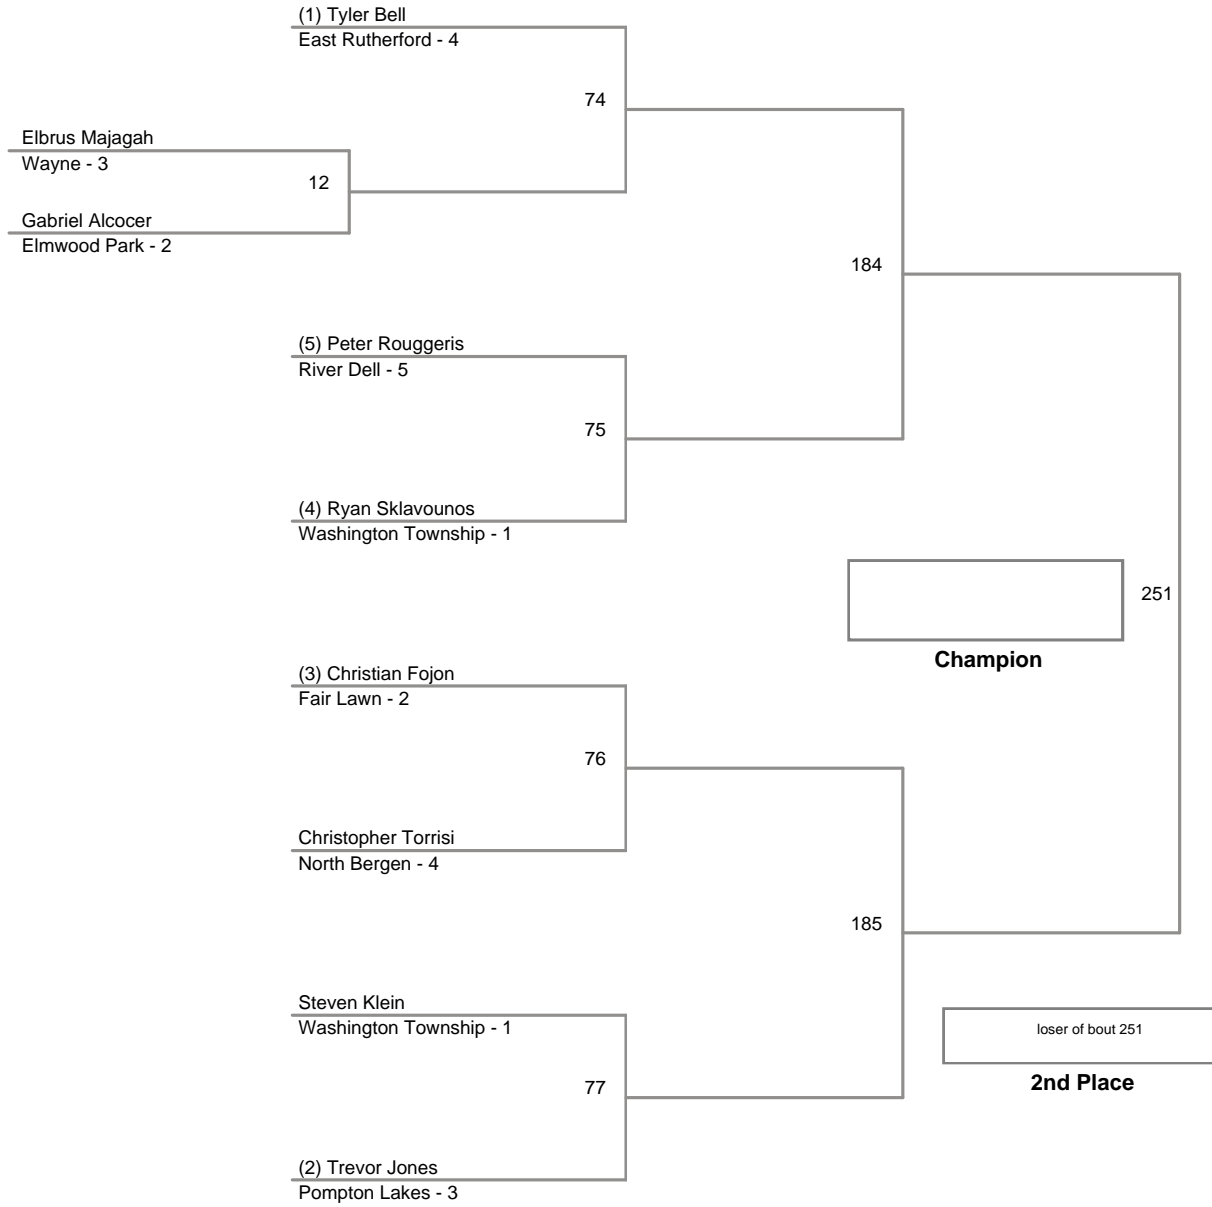 (1) Tyler Bell
East Rutherford - 4
74
Elbrus Majagah
Wayne - 3
12
Gabriel Alcocer
Elmwood Park - 2
184
(5) Peter Rouggeris
River Dell - 5
75
(4) Ryan Sklavounos
Washington Township - 1
251
Champion
(3) Christian Fojon
Fair Lawn - 2
76
Christopher Torrisi
North Bergen - 4
185
Steven Klein
Washington Township - 1
loser of bout 251
2nd Place
77
(2) Trevor Jones
Pompton Lakes - 3